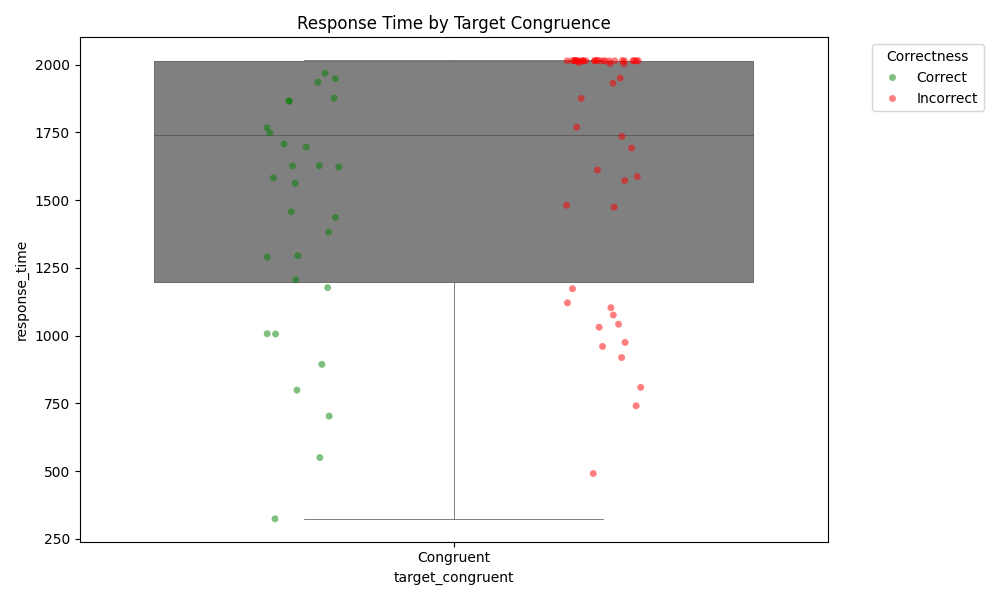 Response Time by Target Congruence
Correctness
Correct
Incorrect
response_time
2000
1750
1500
1250
1000
750
500
250
Congruent
target_congruent